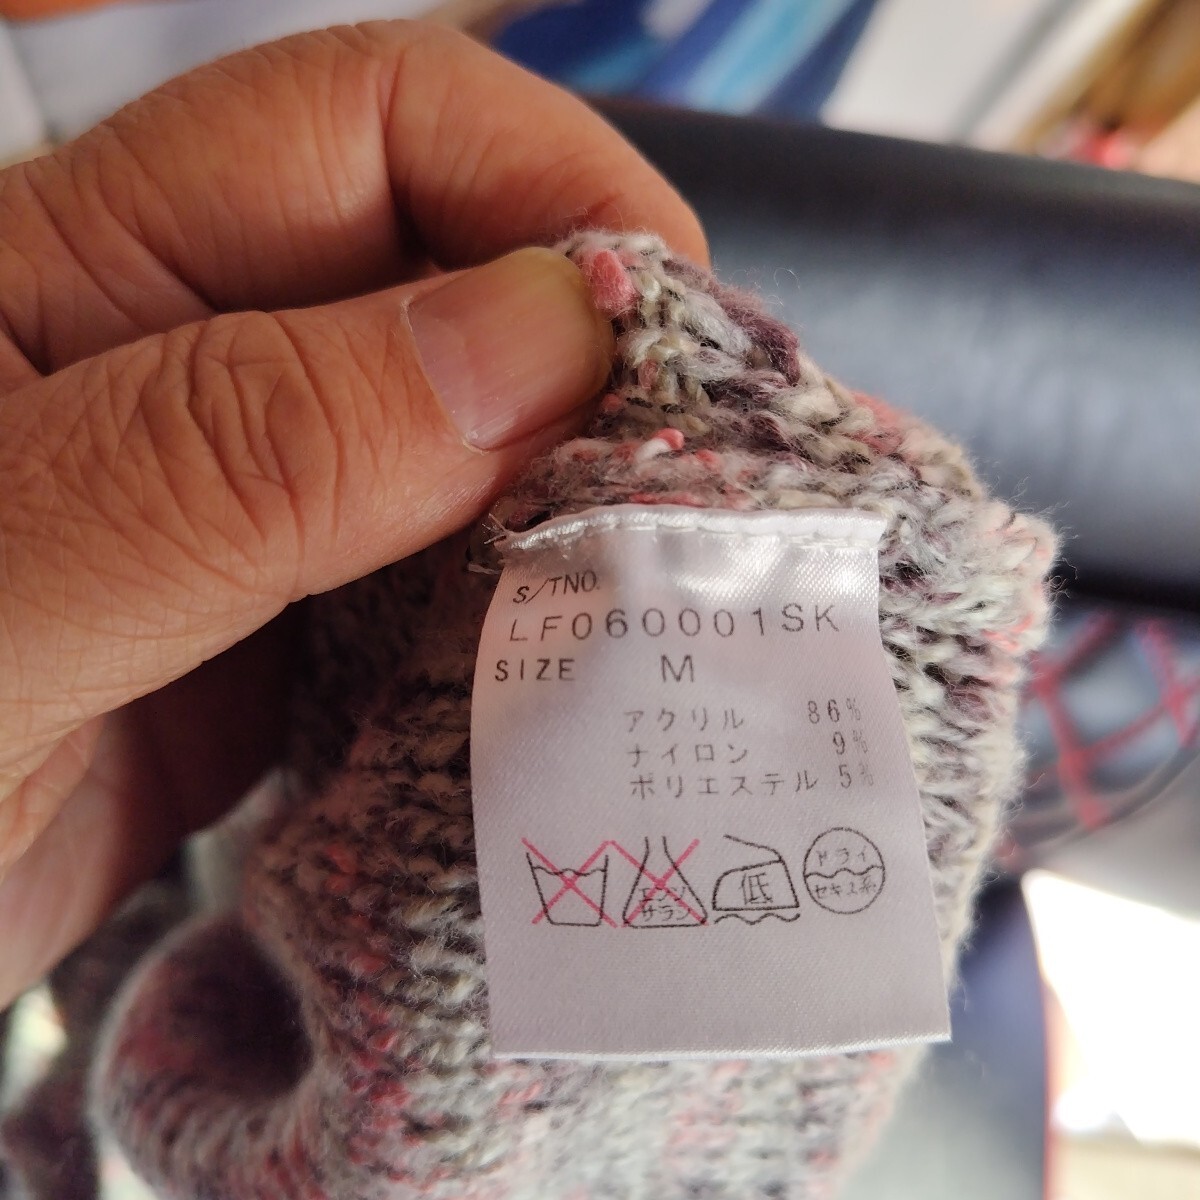 S/TNO.
LF060001SK
SIZE M
アクリル 86%
ナイロン 9%
ポリエステル 5%
エンソ
サラシ
低
ドライ
セキユ系